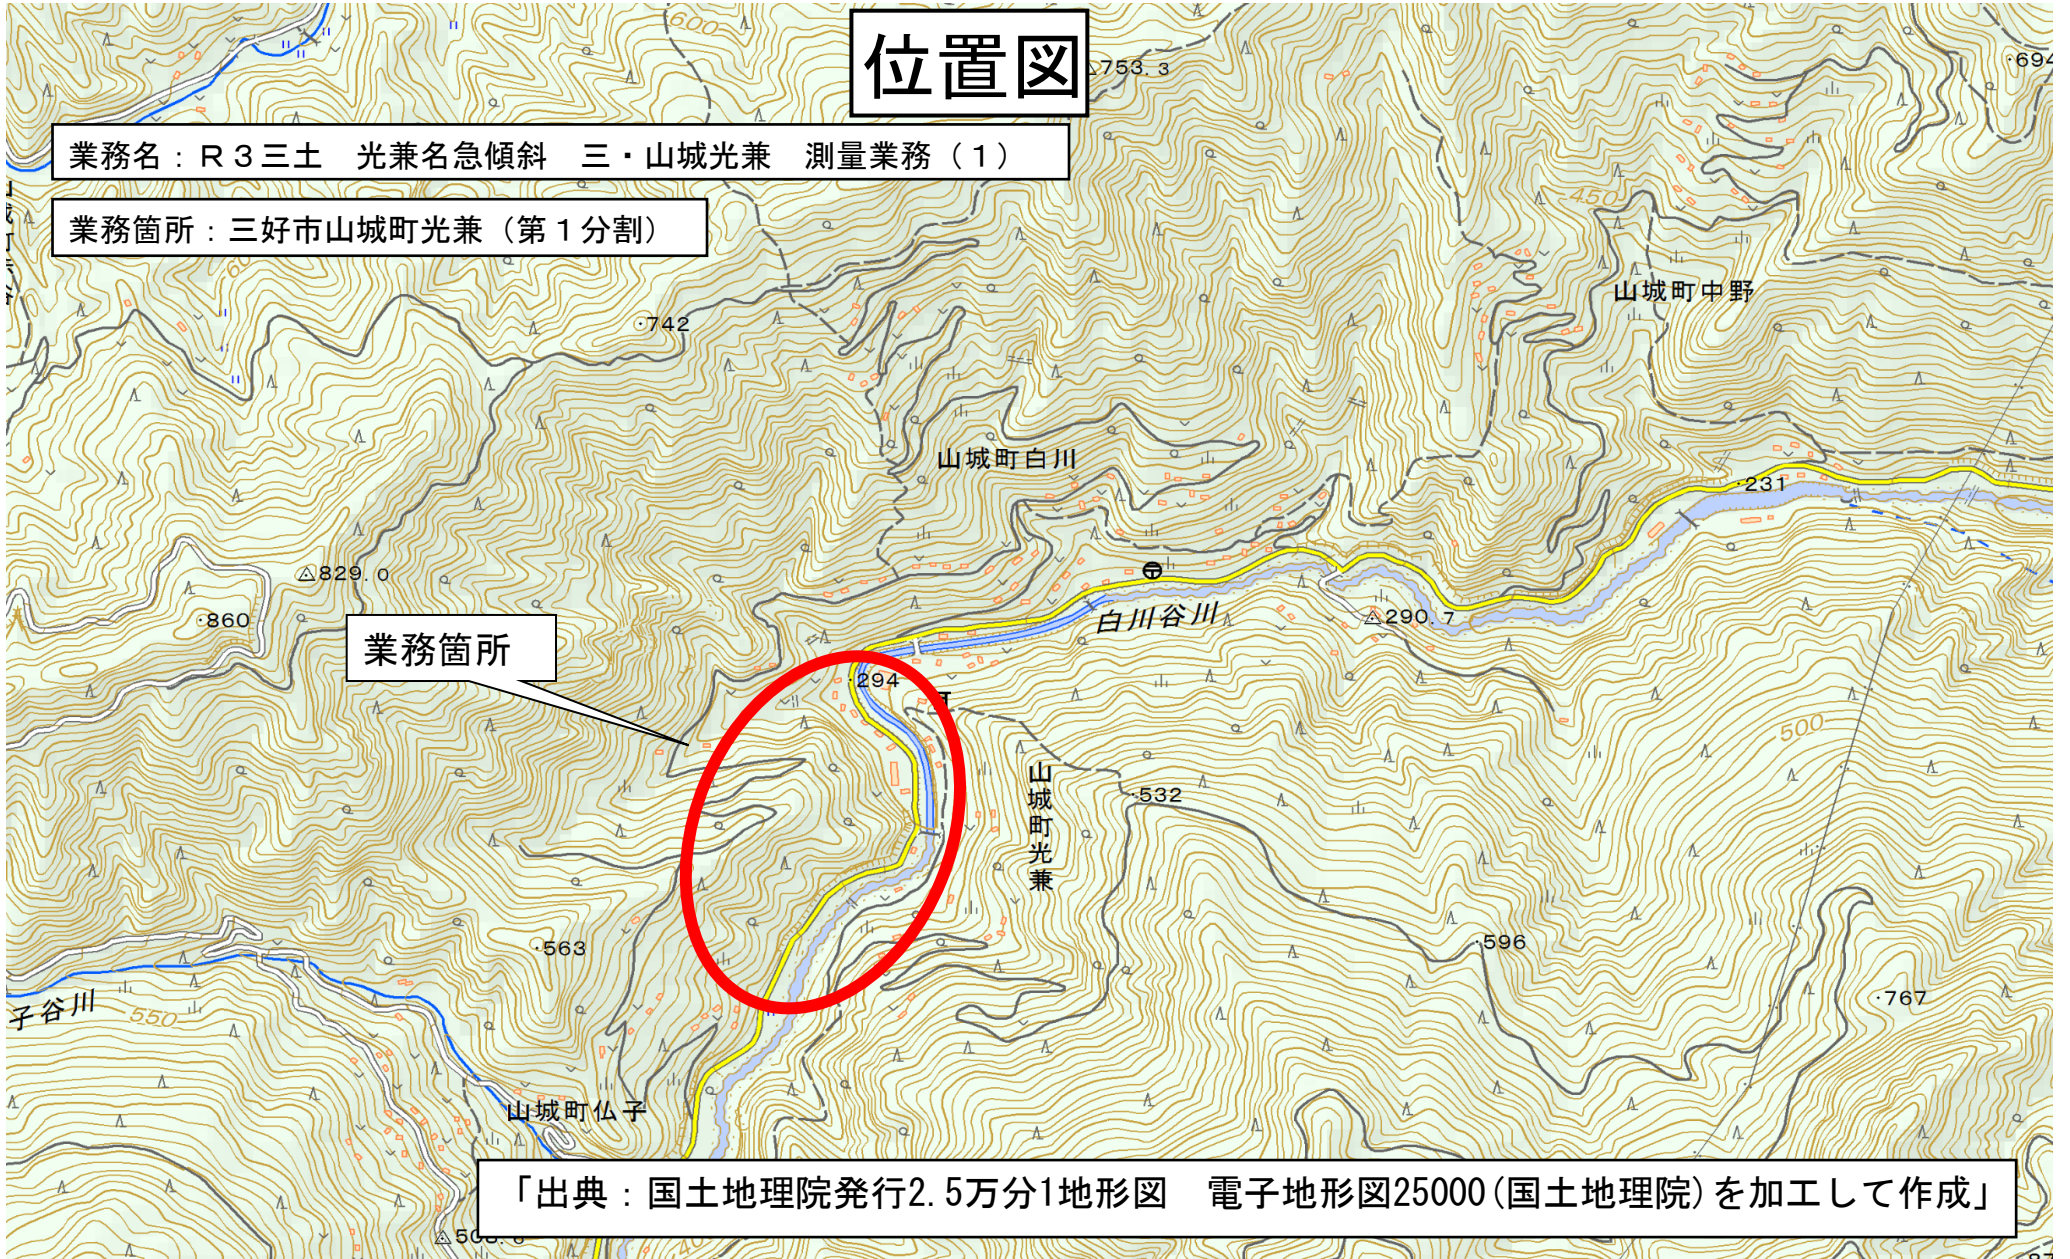 位置図
業務名：Ｒ３三土　光兼名急傾斜　三・山城光兼　測量業務（１）
業務箇所：三好市山城町光兼（第１分割）
600
753.3
694
450
山城町中野
742
山城町白川
231
829.0
860
白川谷川
290.7
業務箇所
294
500
山城町光兼
532
563
596
767
子谷川
550
山城町仏子
「出典：国土地理院発行2.5万分1地形図　電子地形図25000(国土地理院)を加工して作成」